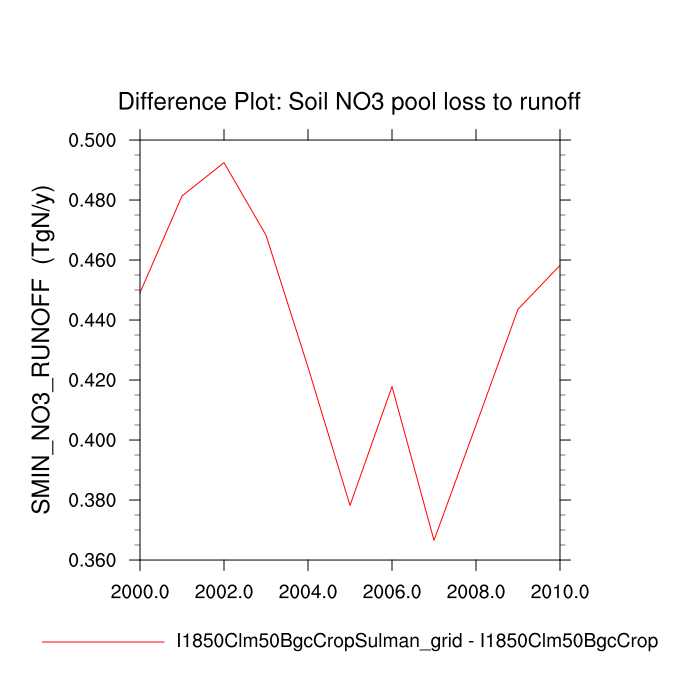 Difference Plot: Soil NO3 pool loss to runoff
SMIN_NO3_RUNOFF (TgN/y)
0.500
0.480
0.460
0.440
0.420
0.400
0.380
0.360
2000.0 2002.0 2004.0 2006.0 2008.0 2010.0
I1850Clm50BgcCropSulman_grid - I1850Clm50BgcCrop